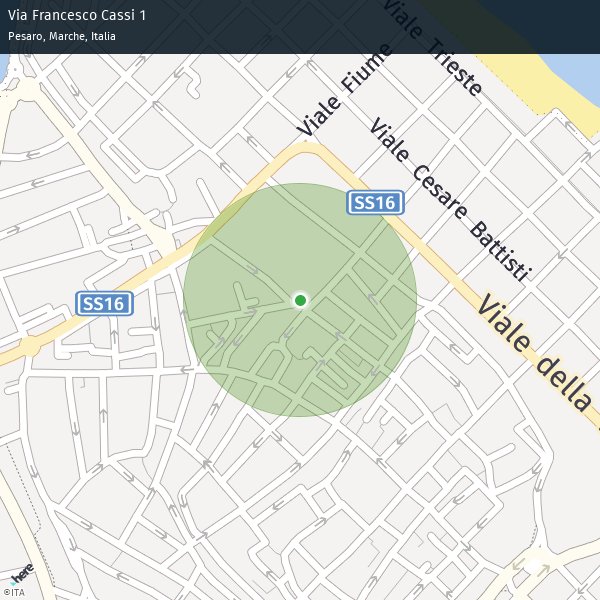 Via Francesco Cassi 1
Pesaro, Marche, Italia
Viale Trieste
Viale Fiume
Viale Cesare Battisti
SS16
SS16
Viale della
here
©ITA